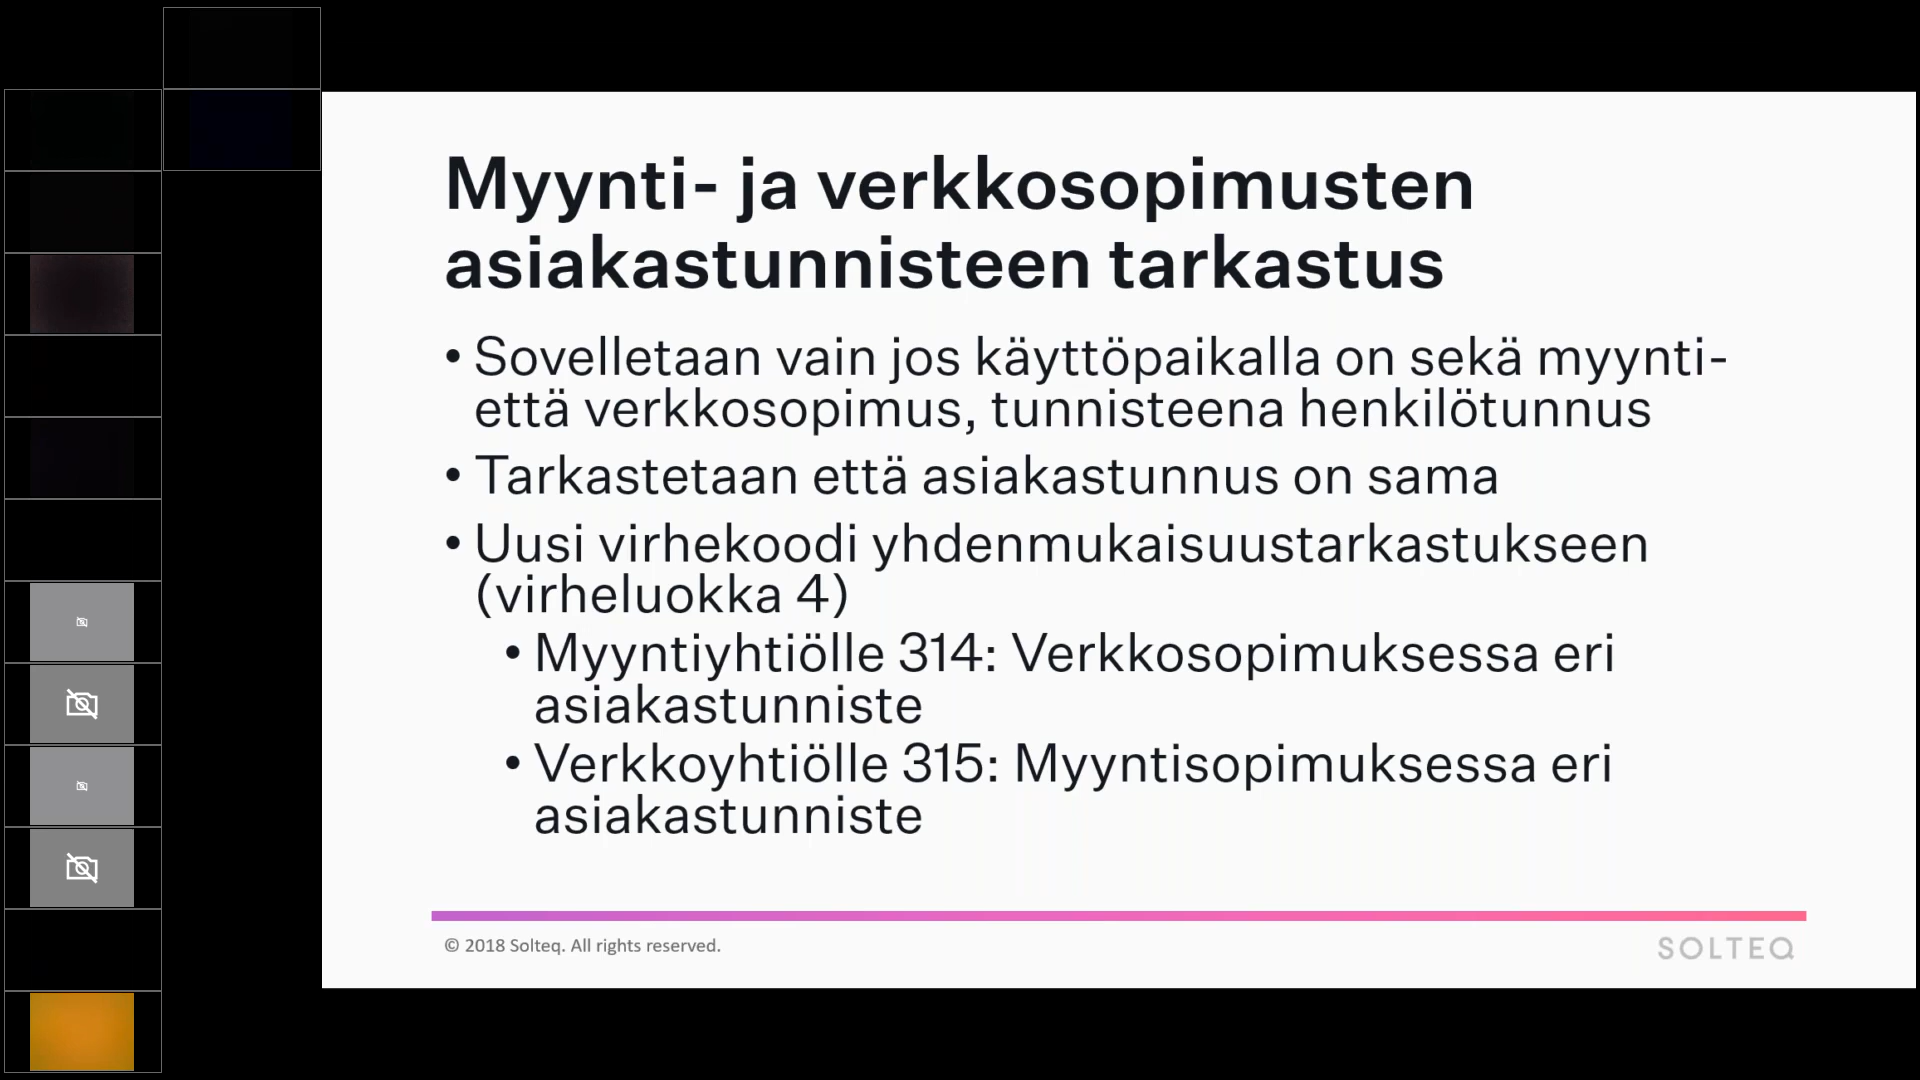 Myynti- ja verkkosopimusten
asiakastunnisteen tarkastus
• Sovelletaan vain jos käyttöpaikalla on sekä myynti-
että verkkosopimus, tunnisteena henkilötunnus
• Tarkastetaan että asiakastunnus on sama
• Uusi virhekoodi yhdenmukaisuustarkastukseen
(virheluokka 4)
• Myyntiyhtiölle 314: Verkkosopimuksessa eri
asiakastunniste
• Verkkoyhtiölle 315: Myyntisopimuksessa eri
asiakastunniste
© 2018 Solteq. All rights reserved.
SOLTEQ